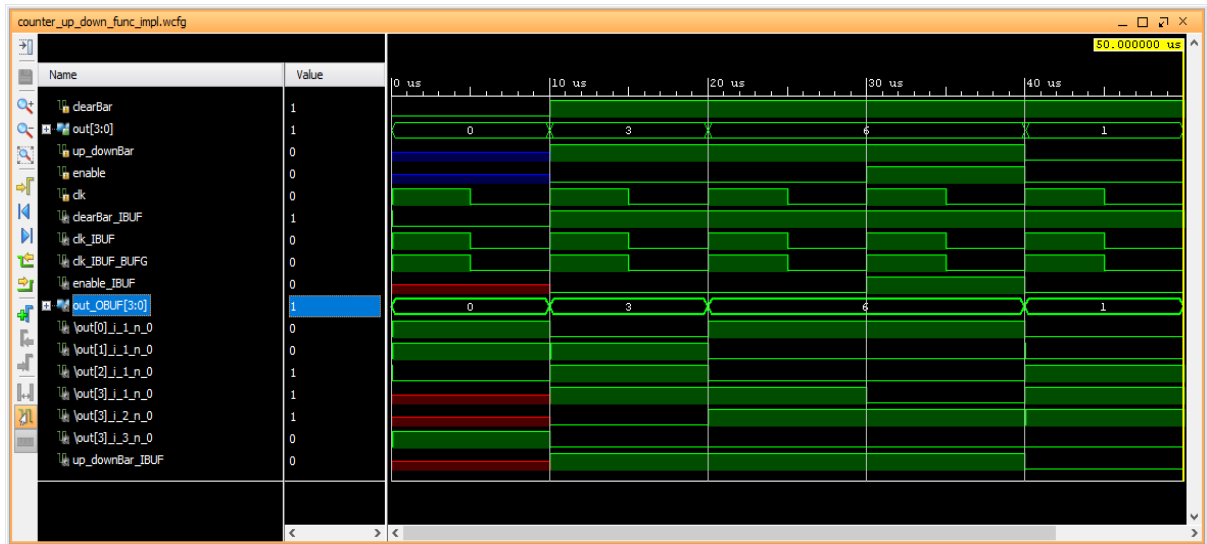 counter_up_down_func_impl.wcfg
50.000000 us
Name Value
0 us 10 us 20 us 30 us 40 us
clearBar 1
out[3:0] 1 0 3 6 1
up_downBar 0
enable 0
clk 0
clearBar_IBUF 1
clk_IBUF 0
clk_IBUF_BUFG 0
enable_IBUF 0
out_OBUF[3:0] 1 0 3 6 1
\out[0]_i_1_n_0 0
\out[1]_i_1_n_0 0
\out[2]_i_1_n_0 1
\out[3]_i_1_n_0 1
\out[3]_i_2_n_0 1
\out[3]_i_3_n_0 0
up_downBar_IBUF 0